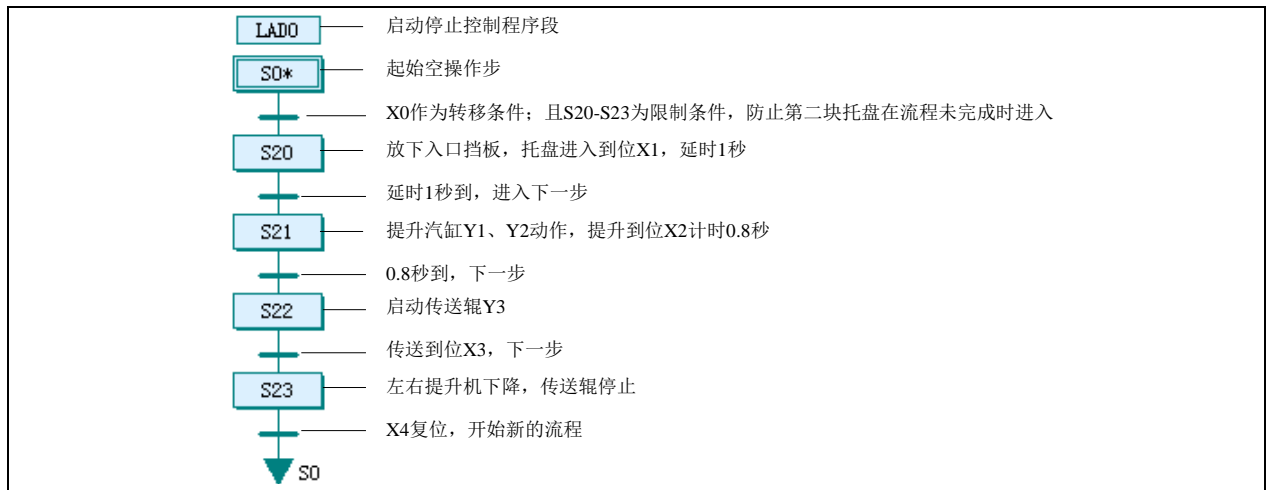 LAD0 启动停止控制程序段
S0* 起始空操作步
X0作为转移条件；且S20-S23为限制条件，防止第二块托盘在流程未完成时进入
S20 放下入口挡板，托盘进入到位X1，延时1秒
延时1秒到，进入下一步
S21 提升汽缸Y1、Y2动作，提升到位X2计时0.8秒
0.8秒到，下一步
S22 启动传送辊Y3
传送到位X3，下一步
S23 左右提升机下降，传送辊停止
X4复位，开始新的流程
S0